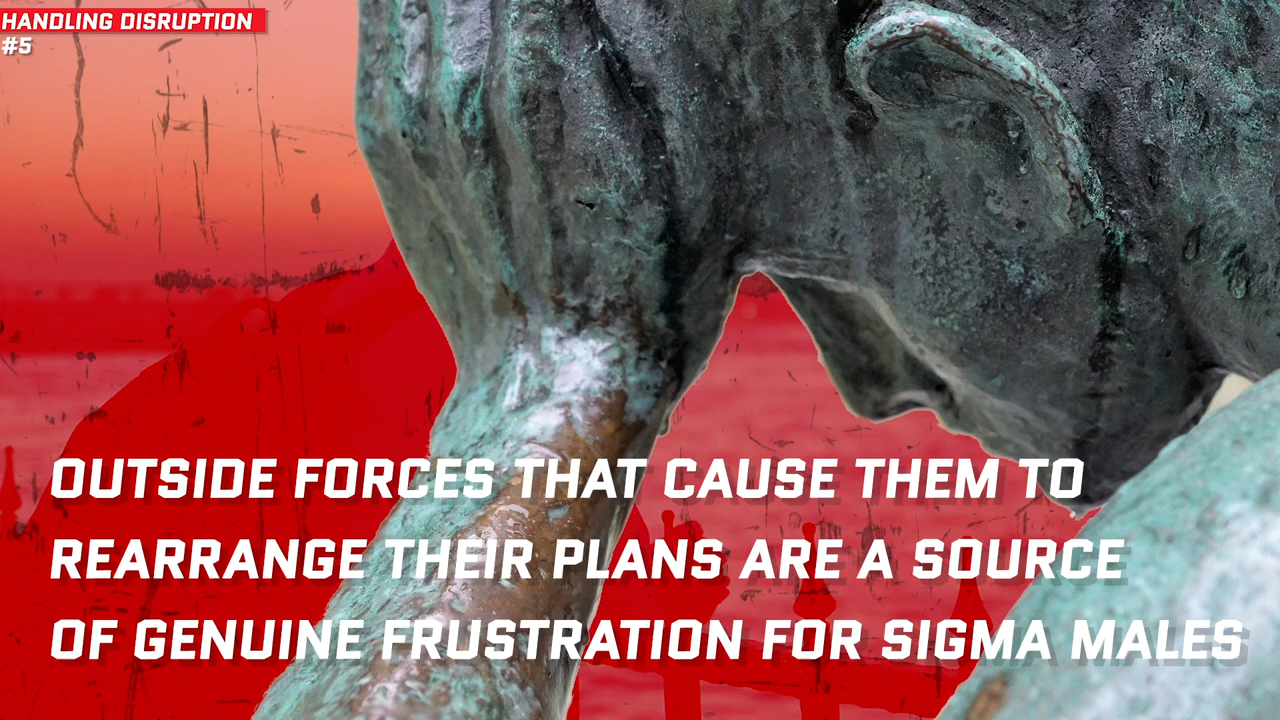 HANDLING DISRUPTION
#5
OUTSIDE FORCES THAT CAUSE THEM TO
REARRANGE THEIR PLANS ARE A SOURCE
OF GENUINE FRUSTRATION FOR SIGMA MALES